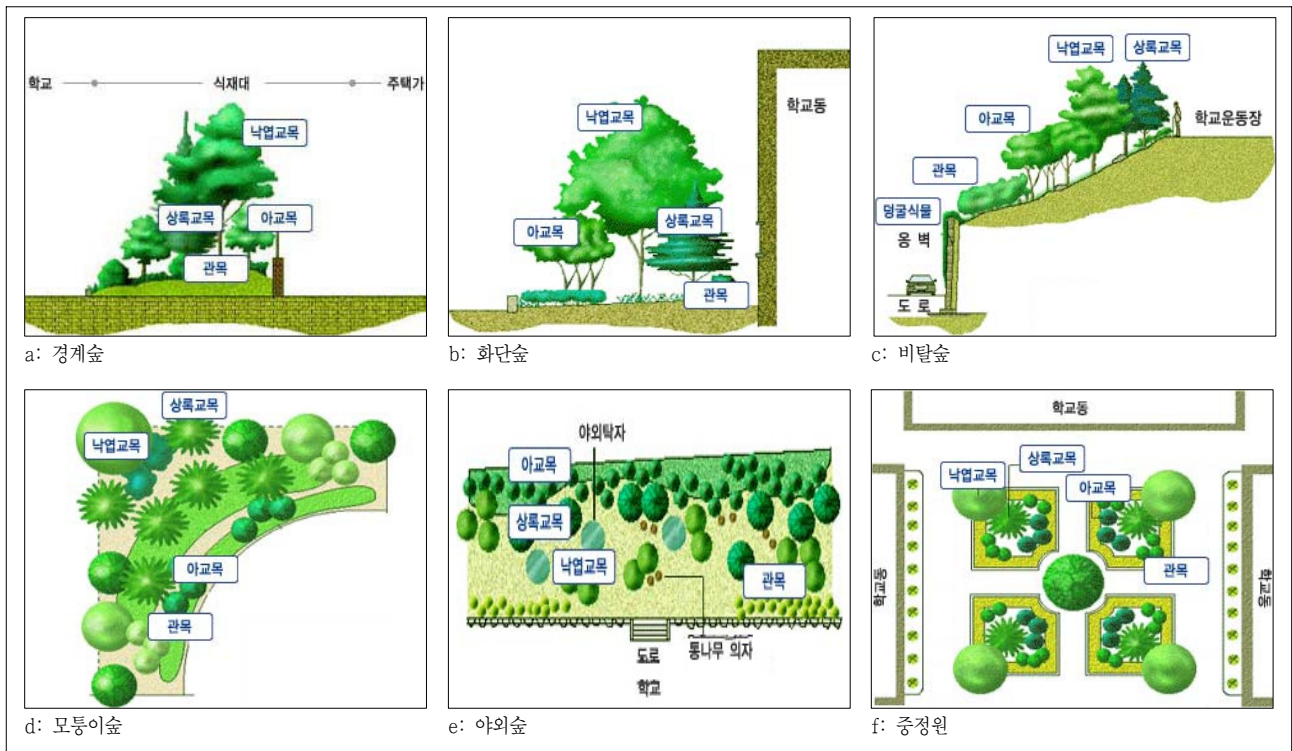 학교 식재대 주택가
낙엽교목
상록교목 아교목
관목
a: 경계숲
학교동
낙엽교목
상록교목
아교목
관목
b: 화단숲
낙엽교목 상록교목
아교목
학교운동장
관목
덩굴식물
옹 벽
도 로
c: 비탈숲
상록교목
낙엽교목
아교목
관목
d: 모퉁이숲
야외탁자
아교목
상록교목
낙엽교목
관목
도로
통나무 의자
학교
e: 야외숲
학교동
상록교목
낙엽교목 아교목
관목
학교동
학교동
f: 중정원